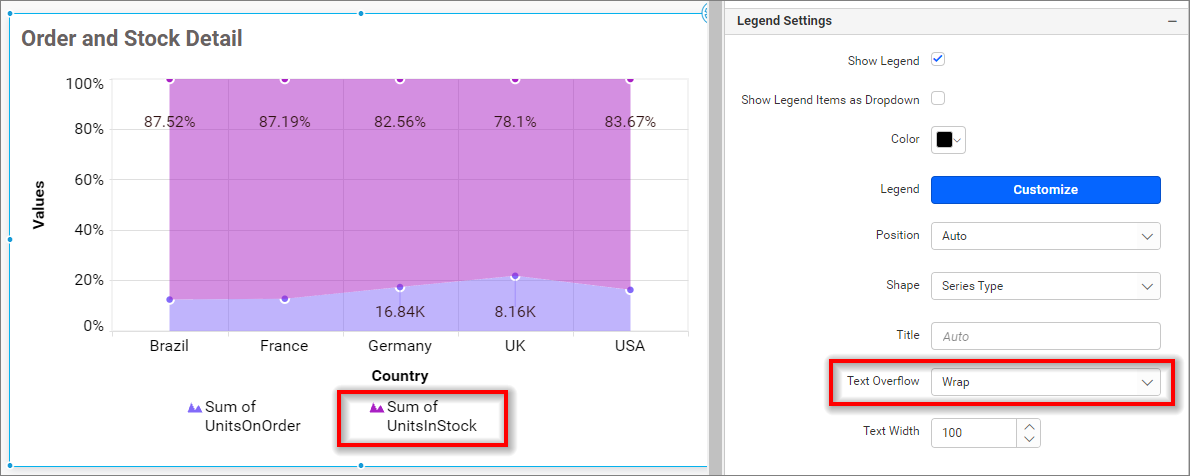 Order and Stock Detail
100%
80%
60%
40%
20%
0%
Values
87.52% 87.19% 82.56% 78.1% 83.67%
16.84K 8.16K
Brazil France Germany UK USA
Country
Sum of
UnitsOnOrder
Sum of
UnitsInStock
Legend Settings
Show Legend
Show Legend Items as Dropdown
Color
Legend Customize
Position Auto
Shape Series Type
Title Auto
Text Overflow Wrap
Text Width 100